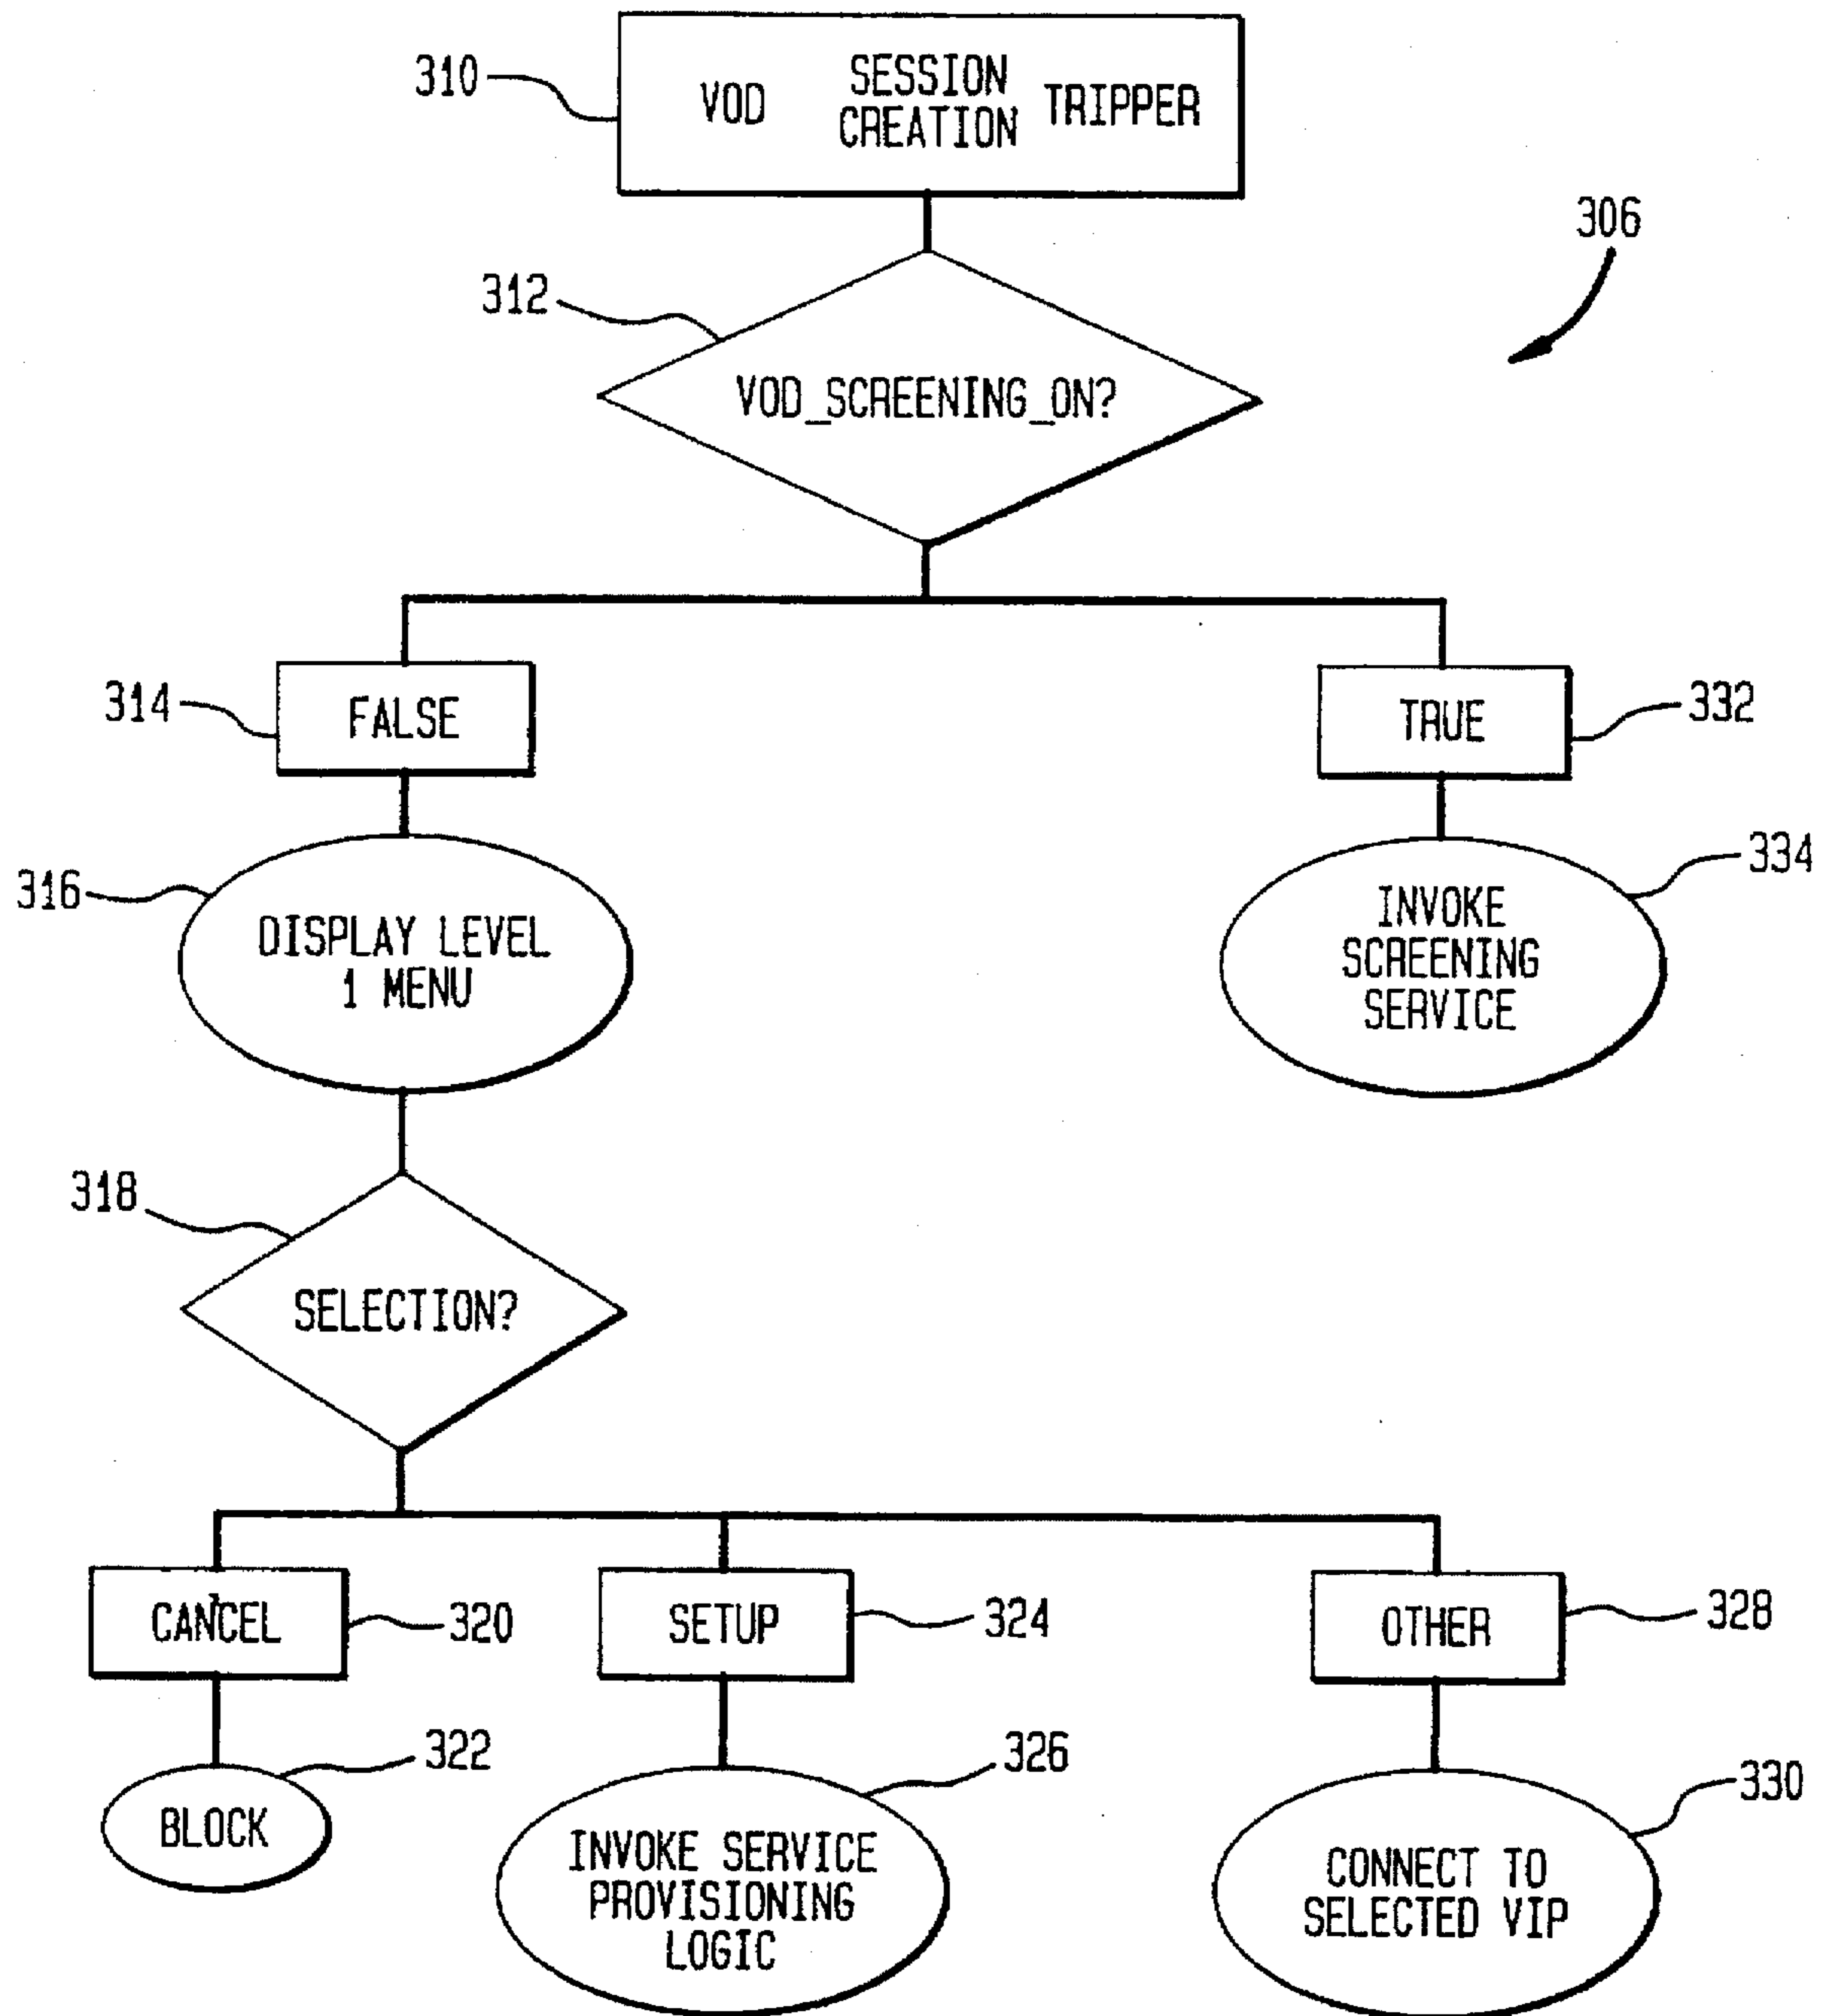 310
VOD SESSION CREATION TRIPPER
306
312
VOD_SCREENING_ON?
314
FALSE
TRUE
332
316
DISPLAY LEVEL
1 MENU
334
INVOKE
SCREENING
SERVICE
318
SELECTION?
CANCEL
320
SETUP
324
OTHER
328
322
BLOCK
326
INVOKE SERVICE
PROVISIONING
LOGIC
330
CONNECT TO
SELECTED VIP